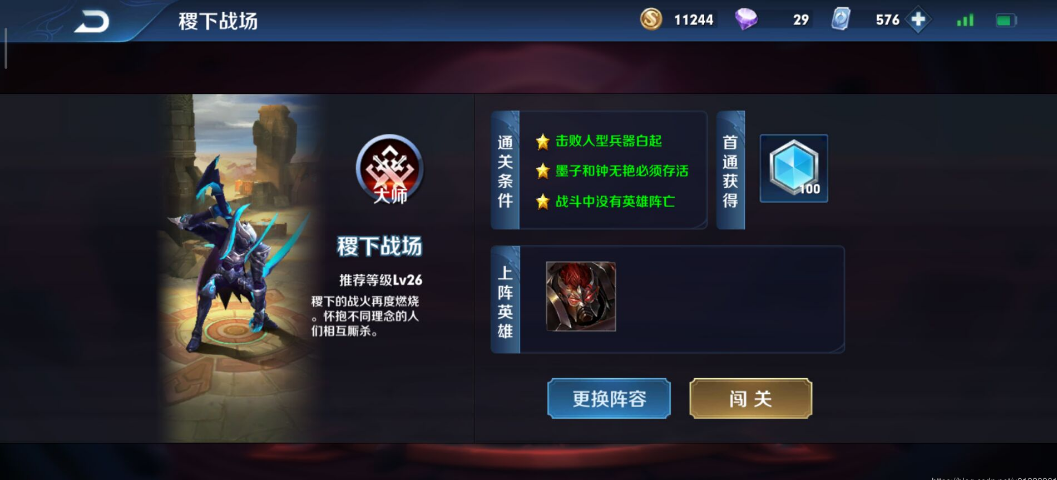 稷下战场
11244
29
576
大师
稷下战场
推荐等级Lv26
稷下的战火再度燃烧
。怀抱不同理念的人
们相互厮杀。
通关条件
击败人型兵器白起
墨子和钟无艳必须存活
战斗中没有英雄阵亡
首通获得
100
上阵英雄
更换阵容
闯关